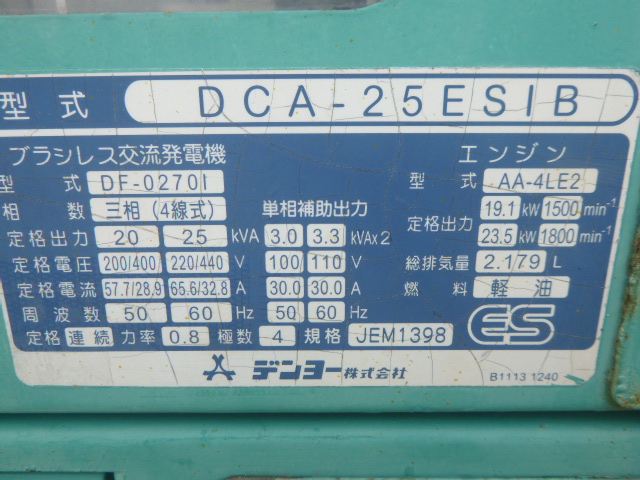 型式 DCA-25ESIB
ブラシレス交流発電機 エンジン
型式 DF-0270I 型式 AA-4LE2
相数 三相(4線式) 単相補助出力 定格出力 19.1 kW 1500 min⁻¹
定格出力 20 25 kVA 3.0 3.3 kVAx2 23.5 kW 1800 min⁻¹
定格電圧 200/400 220/440 V 100 110 V 総排気量 2.179 L
定格電流 57.7/28.9 65.6/32.8 A 30.0 30.0 A 燃料 軽油
周波数 50 60 Hz 50 60 Hz ES
定格 連続 力率 0.8 極数 4 規格 JEM1398
デンヨー株式会社
B1113 1240